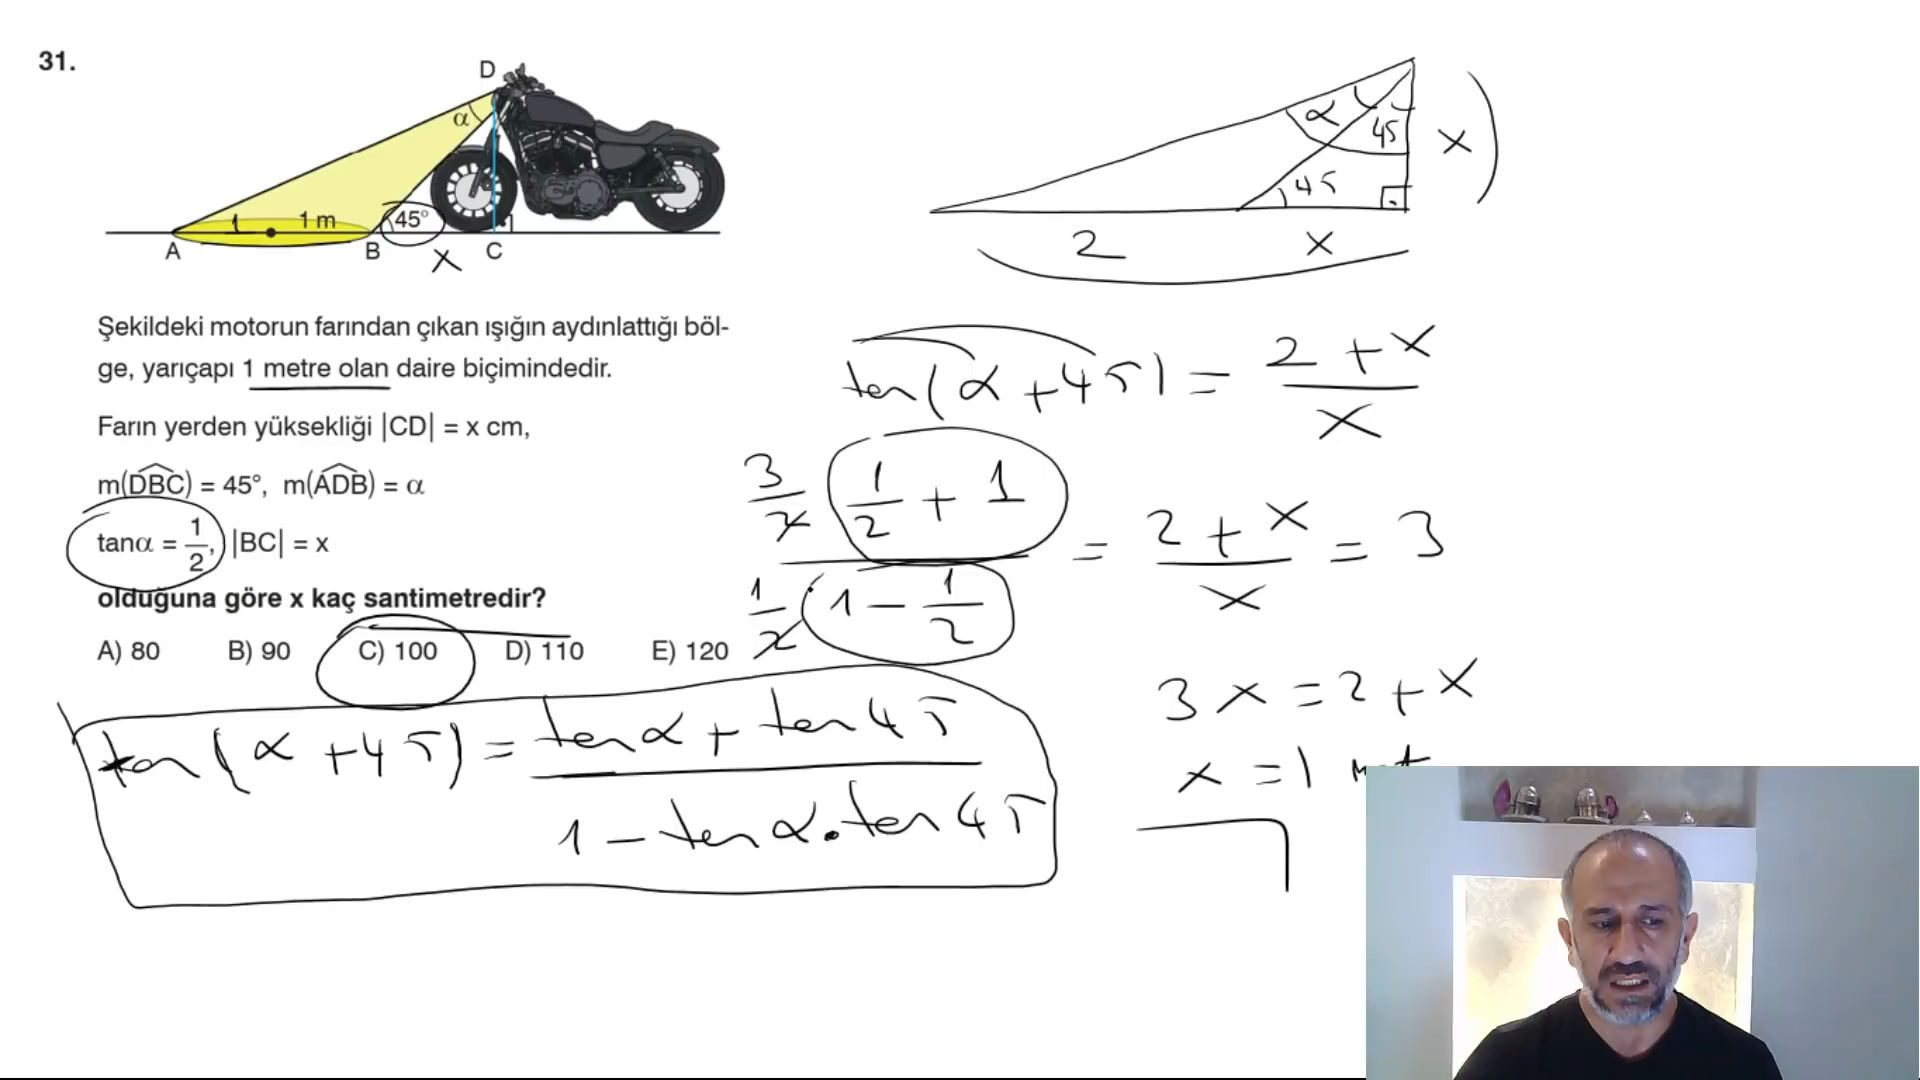 31.
D
α
1
1 m
45°
A
B
x
C
Şekildeki motorun farından çıkan ışığın aydınlattığı böl-
ge, yarıçapı 1 metre olan daire biçimindedir.
Farın yerden yüksekliği |CD| = x cm,
m(DBC) = 45°, m(ADB) = α
tanα = 1/2, |BC| = x
olduğuna göre x kaç santimetredir?
A) 80 B) 90 C) 100 D) 110 E) 120
tan(α + 45) = tanα + tan45 / 1 - tanα.tan45
α 45 x
45
2 x
tan(α + 45) = 2 + x / x
3/2 1/2 + 1
1/2 1 - 1/2
= 2 + x / x = 3
3x = 2 + x
x = 1